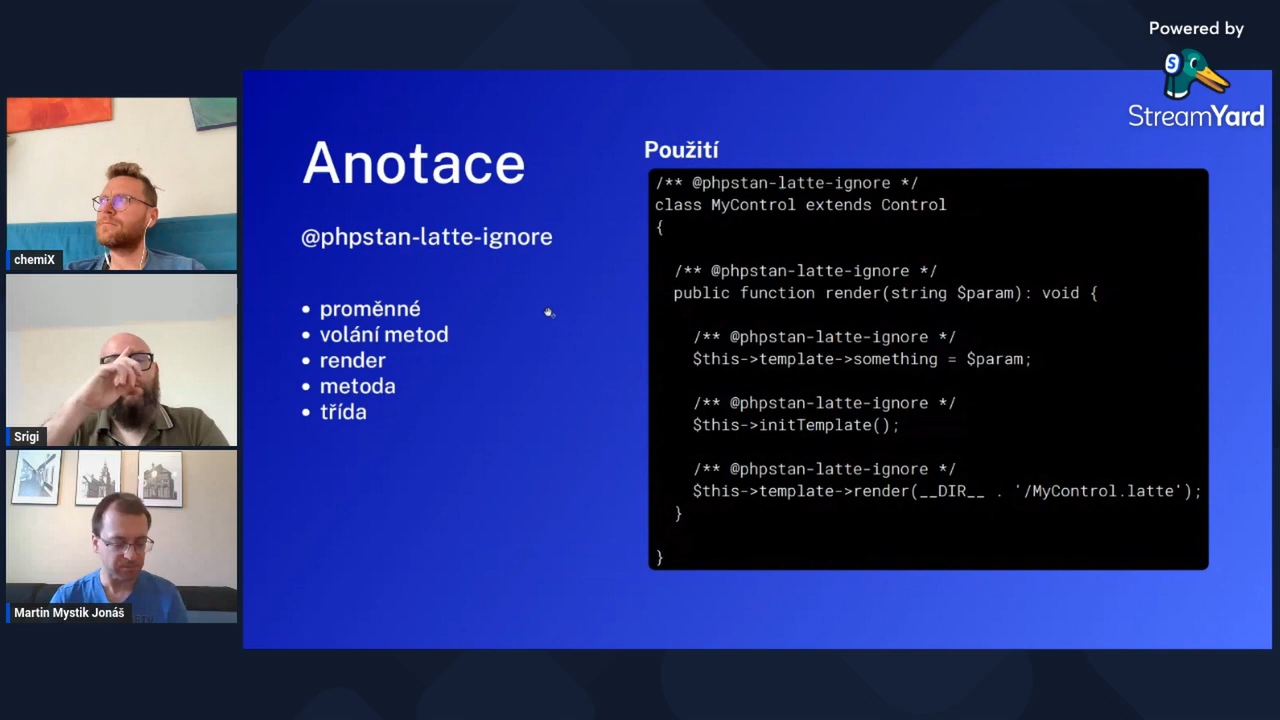 Powered by
StreamYard
chemiX
Srigi
Martin Mystik Jonáš
Anotace
@phpstan-latte-ignore
• proměnné
• volání metod
• render
• metoda
• třída
Použití
/** @phpstan-latte-ignore */
class MyControl extends Control
{
/** @phpstan-latte-ignore */
public function render(string $param): void {
/** @phpstan-latte-ignore */
$this->template->something = $param;
/** @phpstan-latte-ignore */
$this->initTemplate();
/** @phpstan-latte-ignore */
$this->template->render(__DIR__ . '/MyControl.latte');
}
}